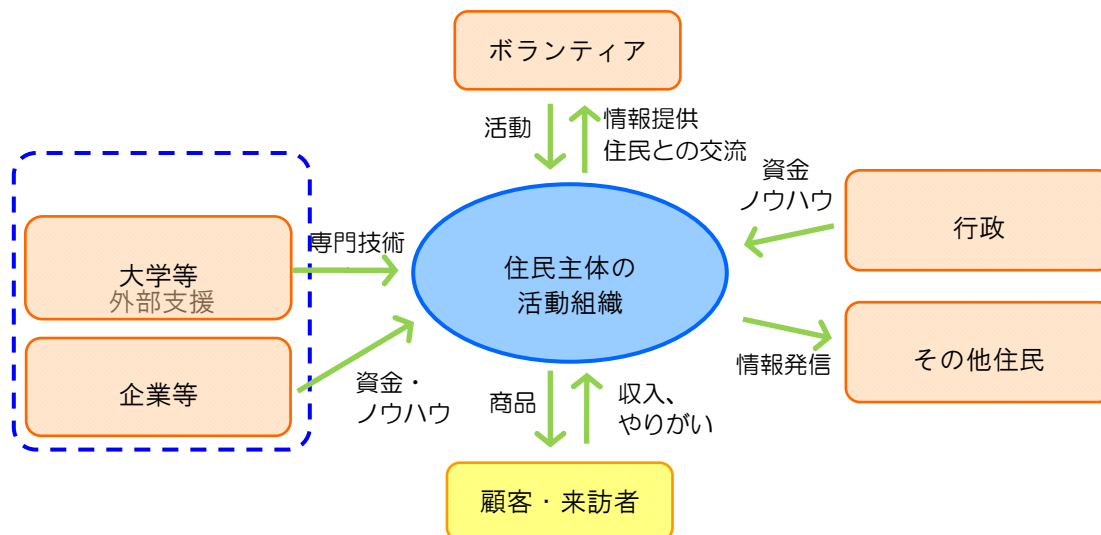 ボランティア
活動
情報提供
住民との交流
資金
ノウハウ
行政
専門技術
大学等
外部支援
住民主体の
活動組織
その他住民
情報発信
企業等
資金・
ノウハウ
商品
収入、
やりがい
顧客・来訪者